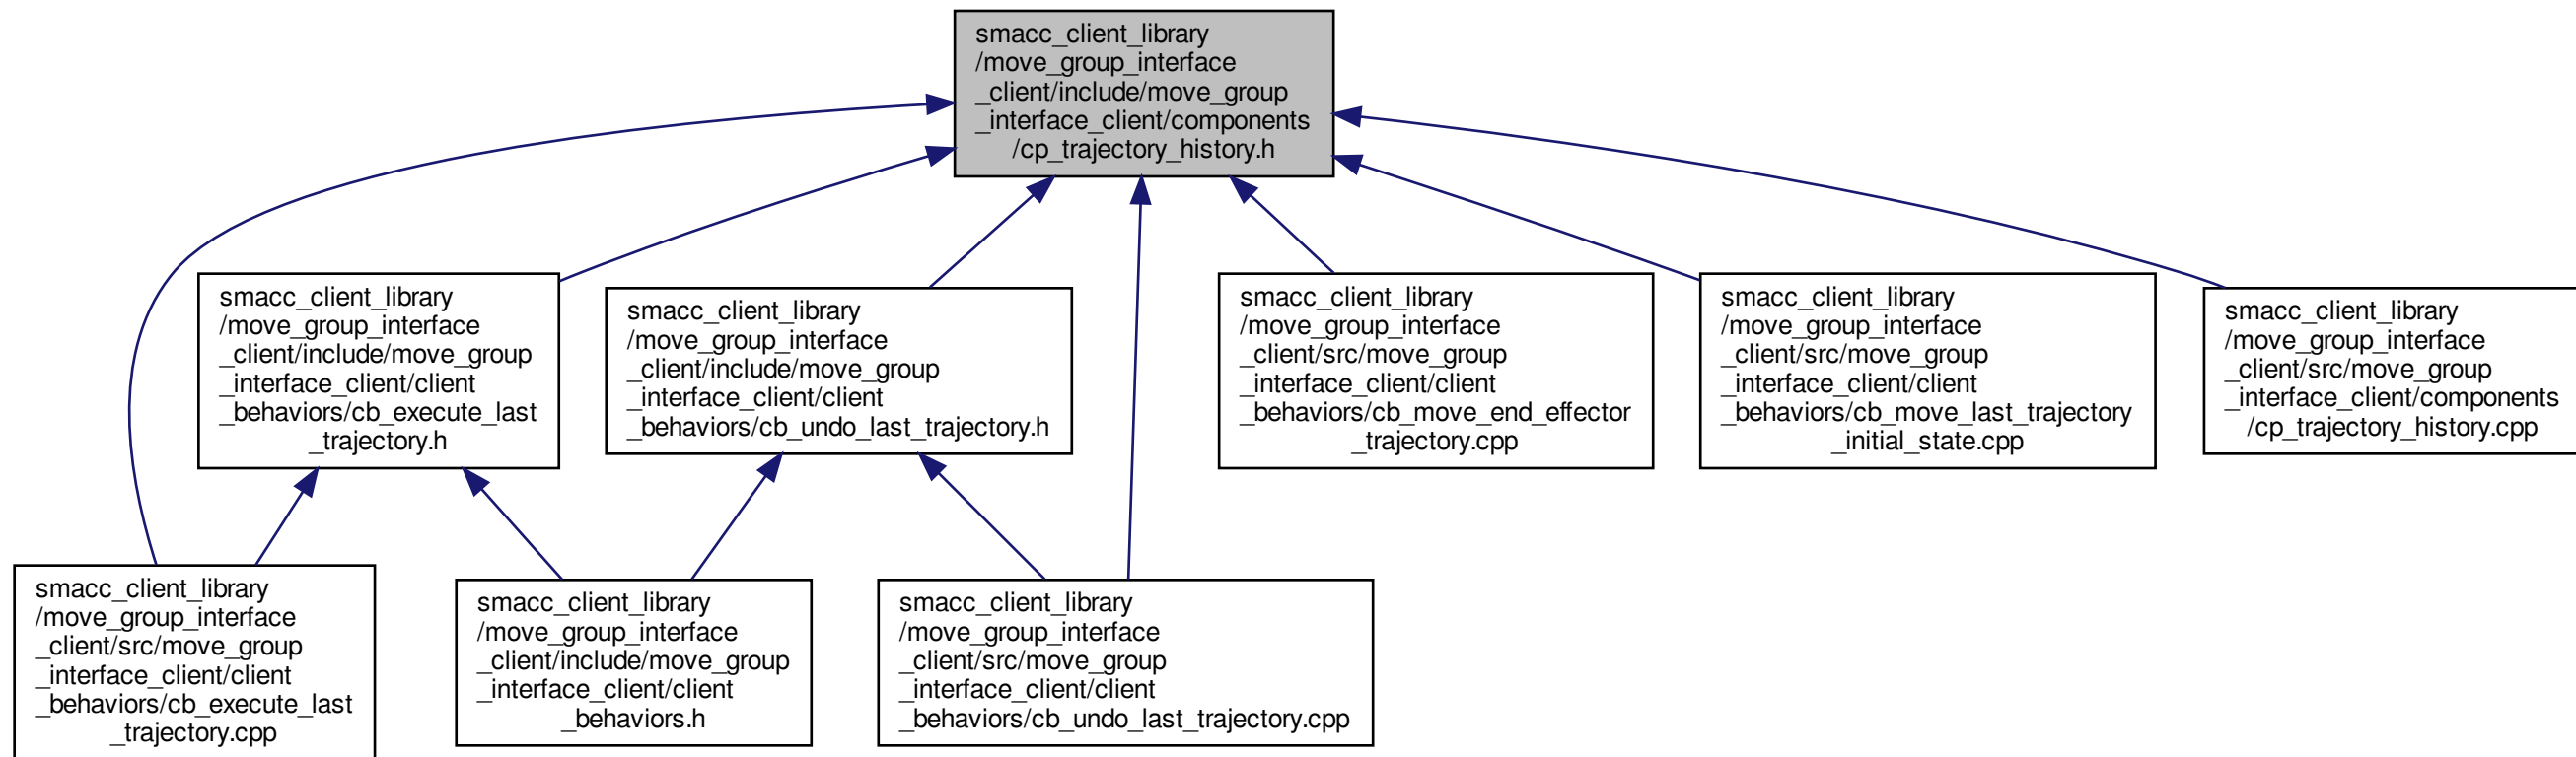 smacc_client_library
/move_group_interface
_client/include/move_group
_interface_client/components
/cp_trajectory_history.h
smacc_client_library
/move_group_interface
_client/include/move_group
_interface_client/client
_behaviors/cb_execute_last
_trajectory.h
smacc_client_library
/move_group_interface
_client/include/move_group
_interface_client/client
_behaviors/cb_undo_last_trajectory.h
smacc_client_library
/move_group_interface
_client/src/move_group
_interface_client/client
_behaviors/cb_move_end_effector
_trajectory.cpp
smacc_client_library
/move_group_interface
_client/src/move_group
_interface_client/client
_behaviors/cb_move_last_trajectory
_initial_state.cpp
smacc_client_library
/move_group_interface
_client/src/move_group
_interface_client/components
/cp_trajectory_history.cpp
smacc_client_library
/move_group_interface
_client/src/move_group
_interface_client/client
_behaviors/cb_execute_last
_trajectory.cpp
smacc_client_library
/move_group_interface
_client/include/move_group
_interface_client/client
_behaviors.h
smacc_client_library
/move_group_interface
_client/src/move_group
_interface_client/client
_behaviors/cb_undo_last_trajectory.cpp